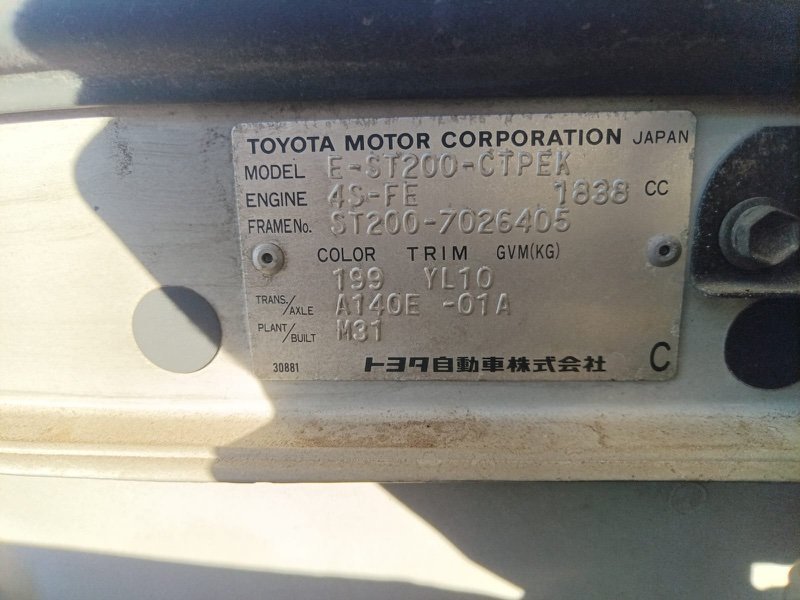 TOYOTA MOTOR CORPORATION JAPAN
MODEL E-ST200-CTPEK
ENGINE 4S-FE 1838 CC
FRAME No. ST200-7026405
COLOR TRIM GVM(KG)
199 YL10
TRANS./AXLE A140E -01A
PLANT/BUILT M31
30881 トヨタ自動車株式会社 C